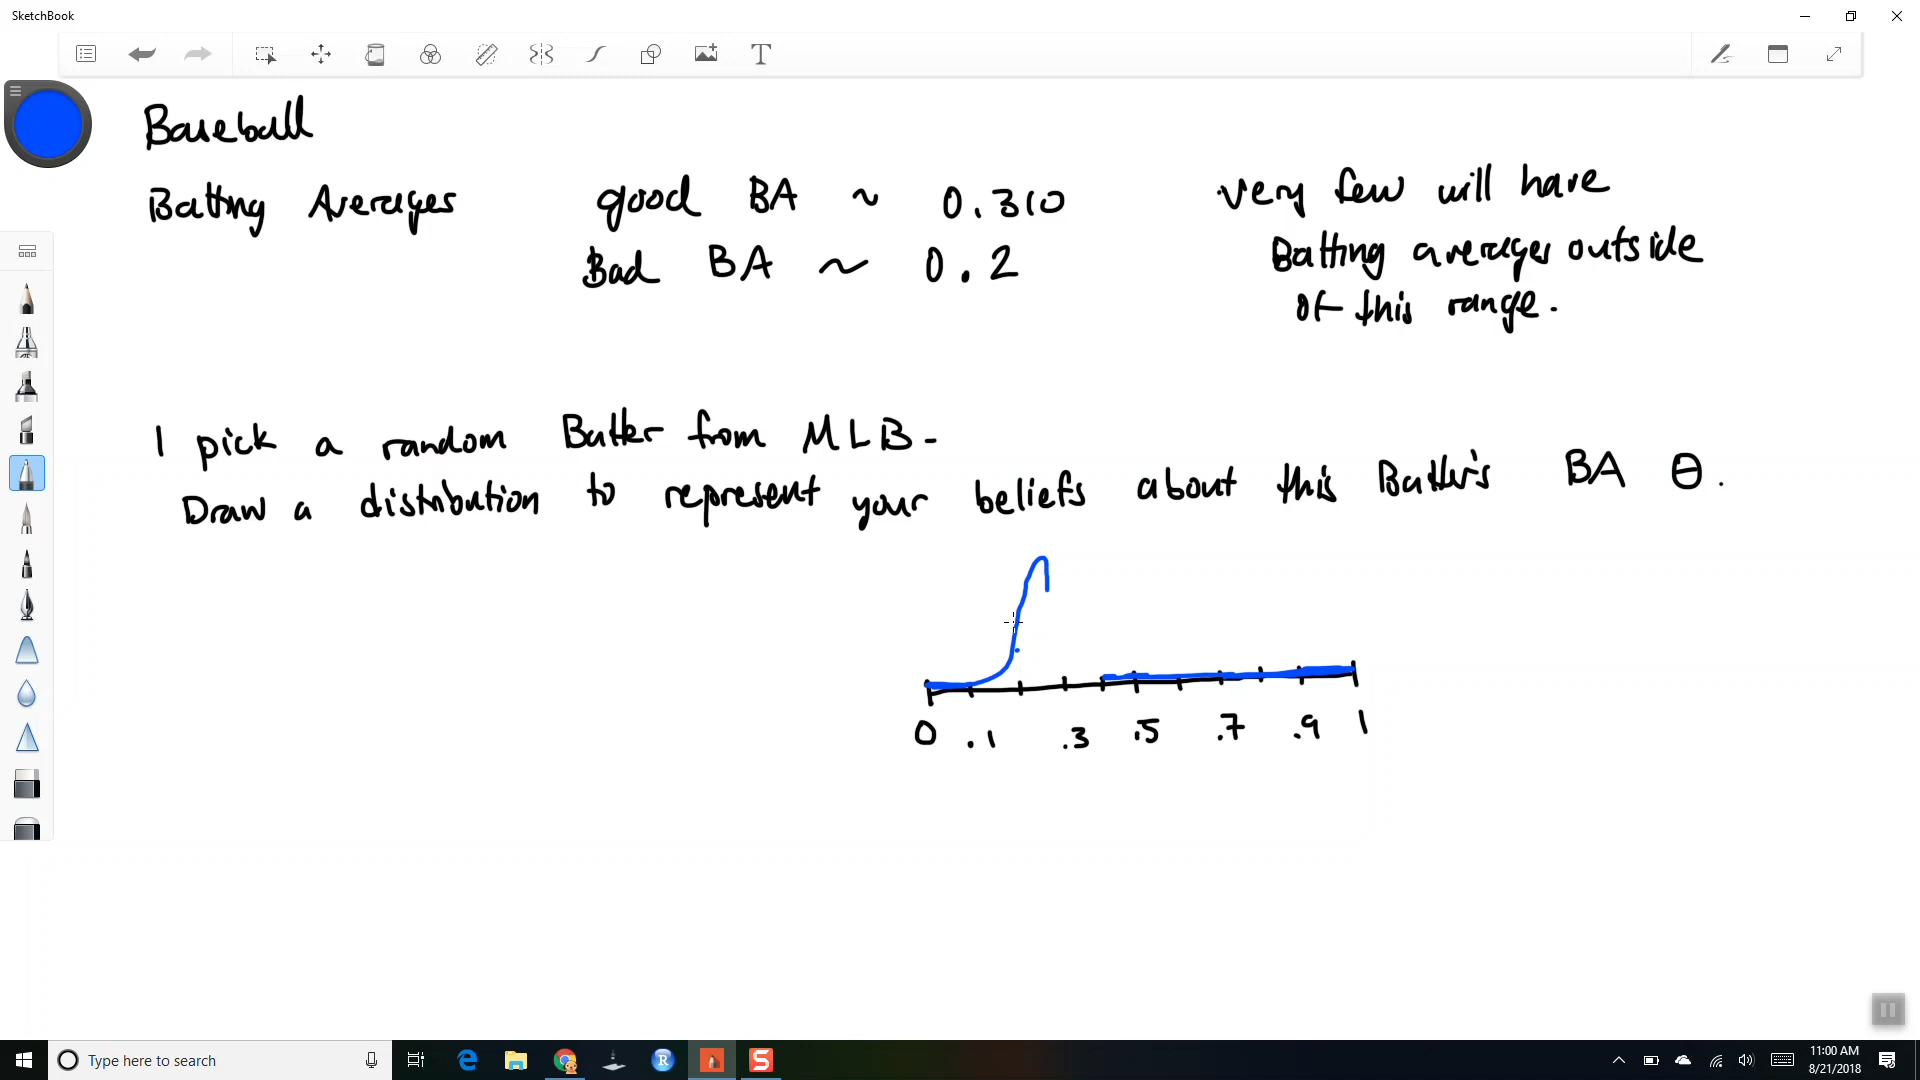 SketchBook
Baseball
Batting Averages good BA ~ 0.310 very few will have
Bad BA ~ 0.2 Batting averages outside
of this range.
I pick a random Batter from MLB.
Draw a distribution to represent your beliefs about this Batter's BA θ.
0 .1 .3 .5 .7 .9 1
Type here to search
11:00 AM
8/21/2018